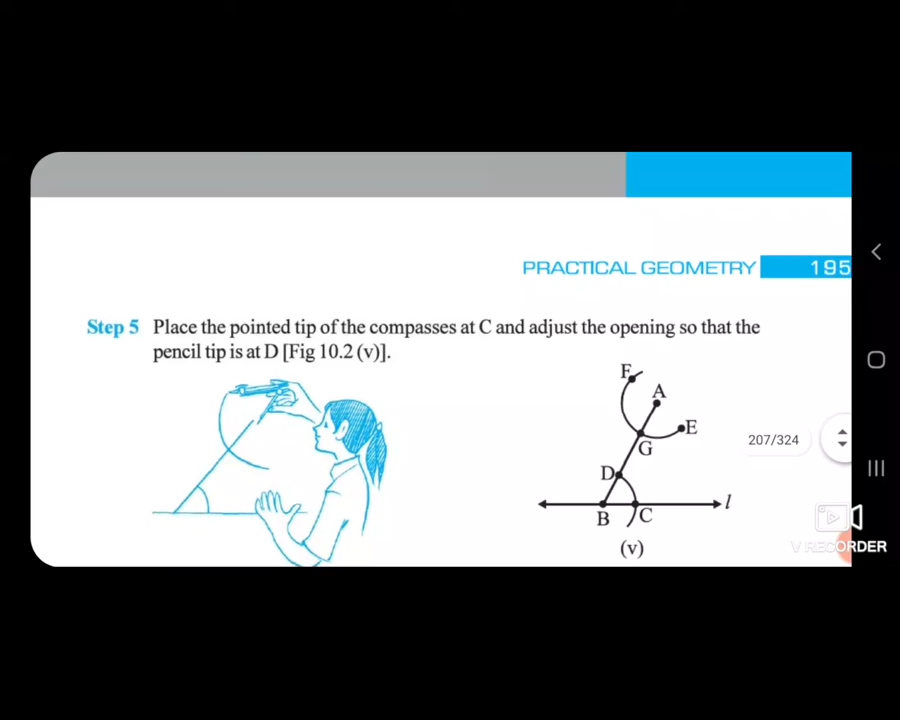 PRACTICAL GEOMETRY 195
Step 5 Place the pointed tip of the compasses at C and adjust the opening so that the
pencil tip is at D [Fig 10.2 (v)].
F
A
E
G
D
l
B
C
(v)
207/324
V RECORDER